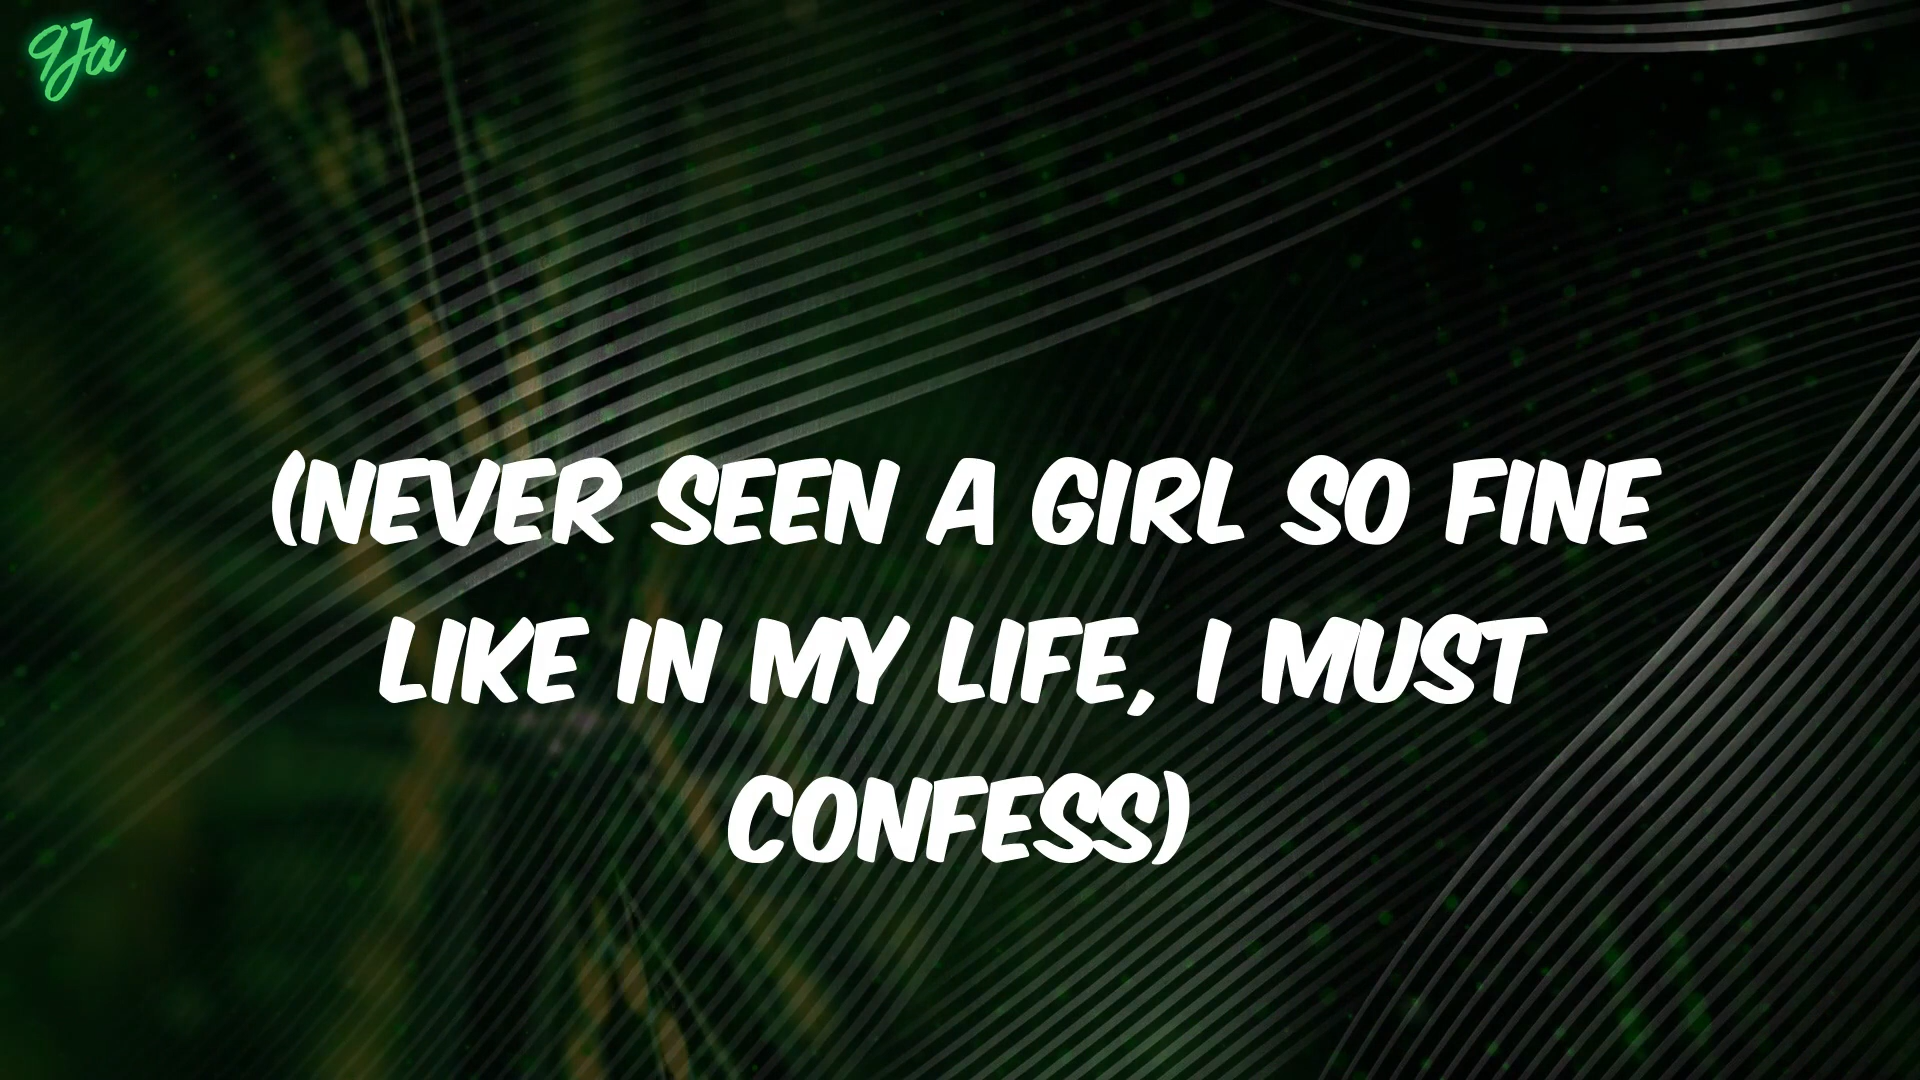 9Ja
(NEVER SEEN A GIRL SO FINE
LIKE IN MY LIFE, I MUST
CONFESS)